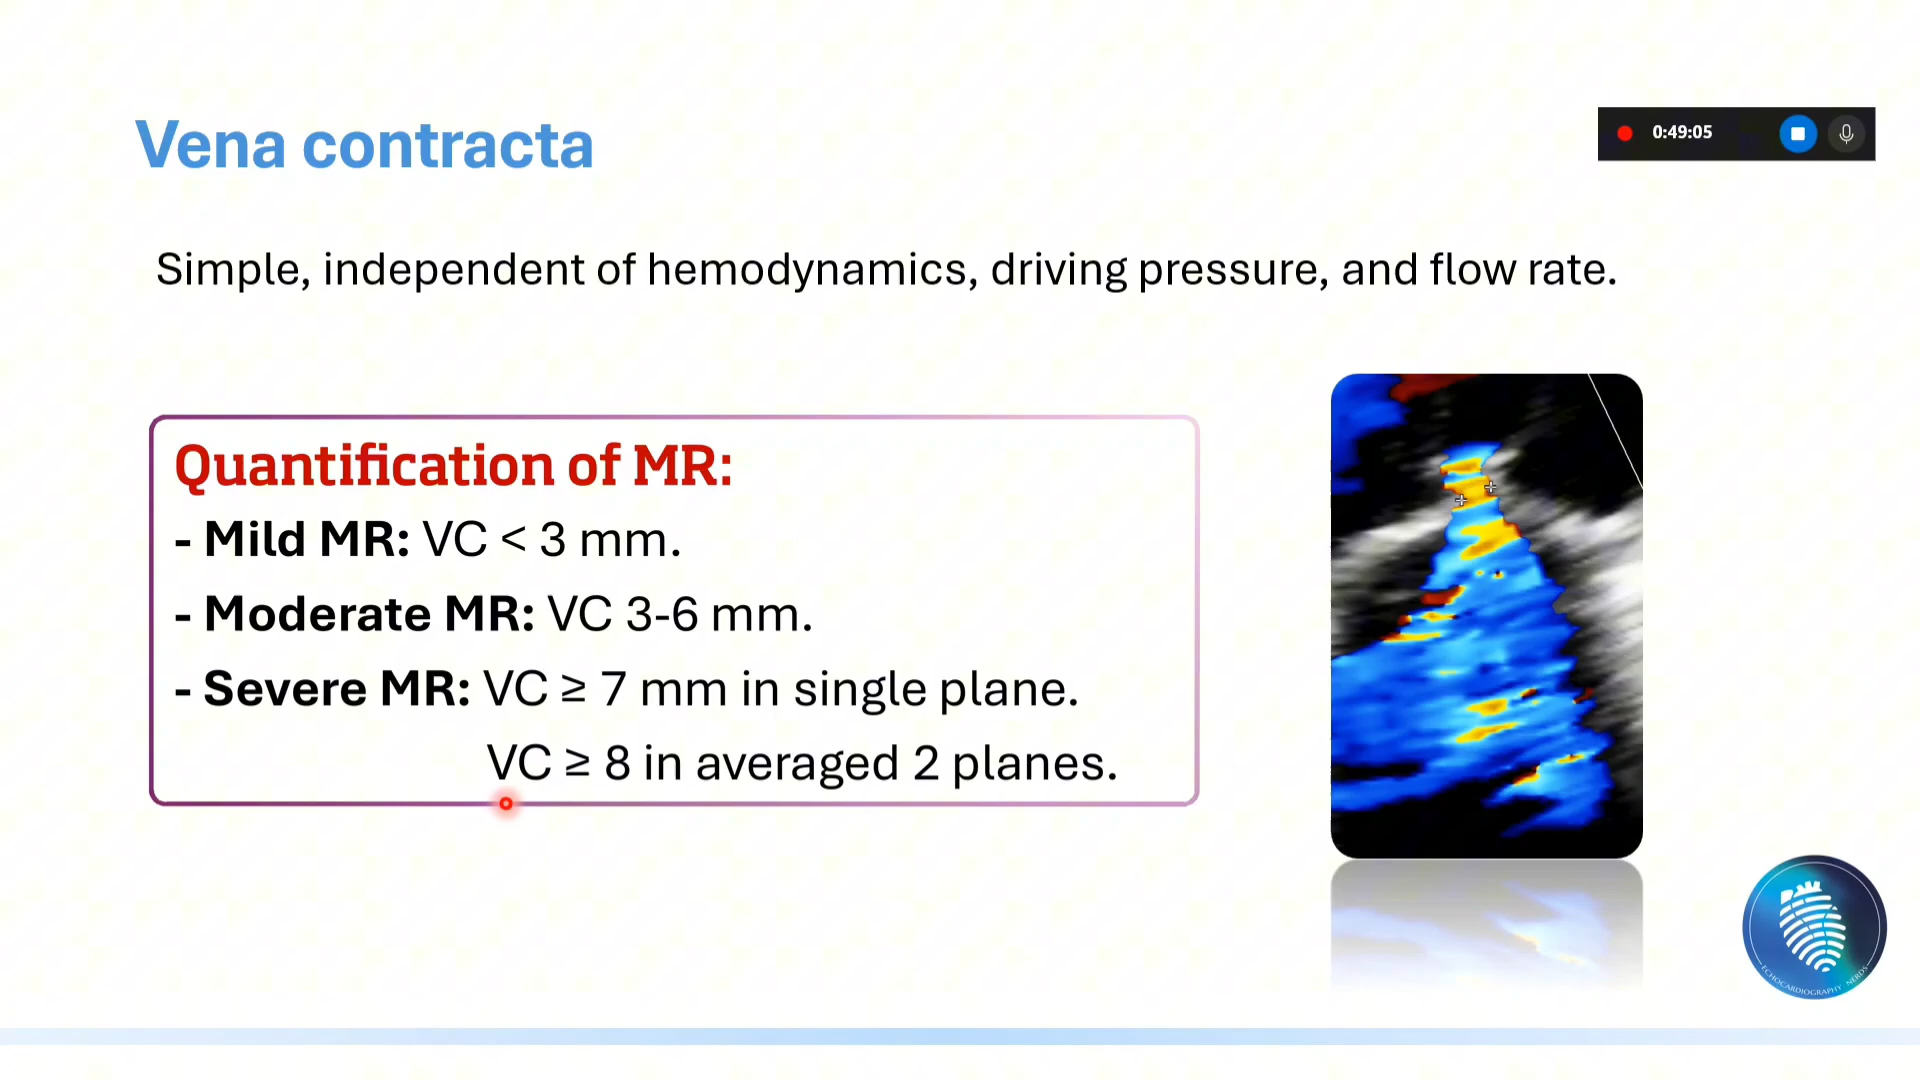 Vena contracta
0:49:05
Simple, independent of hemodynamics, driving pressure, and flow rate.
Quantification of MR:
- Mild MR: VC < 3 mm.
- Moderate MR: VC 3-6 mm.
- Severe MR: VC ≥ 7 mm in single plane.
VC ≥ 8 in averaged 2 planes.
ECHOCARDIOGRAPHY NERDS